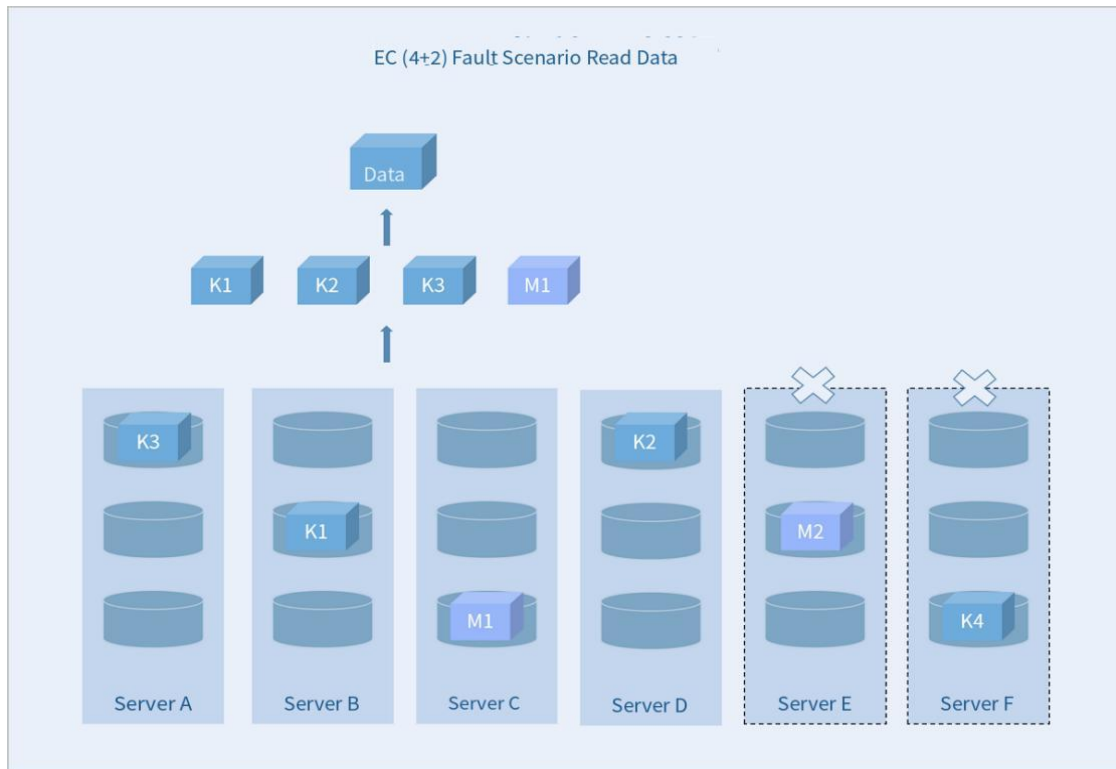 EC (4+2) Fault Scenario Read Data
Data
K1 K2 K3 M1
K3 K2
K1 M2
M1 K4
Server A Server B Server C Server D Server E Server F